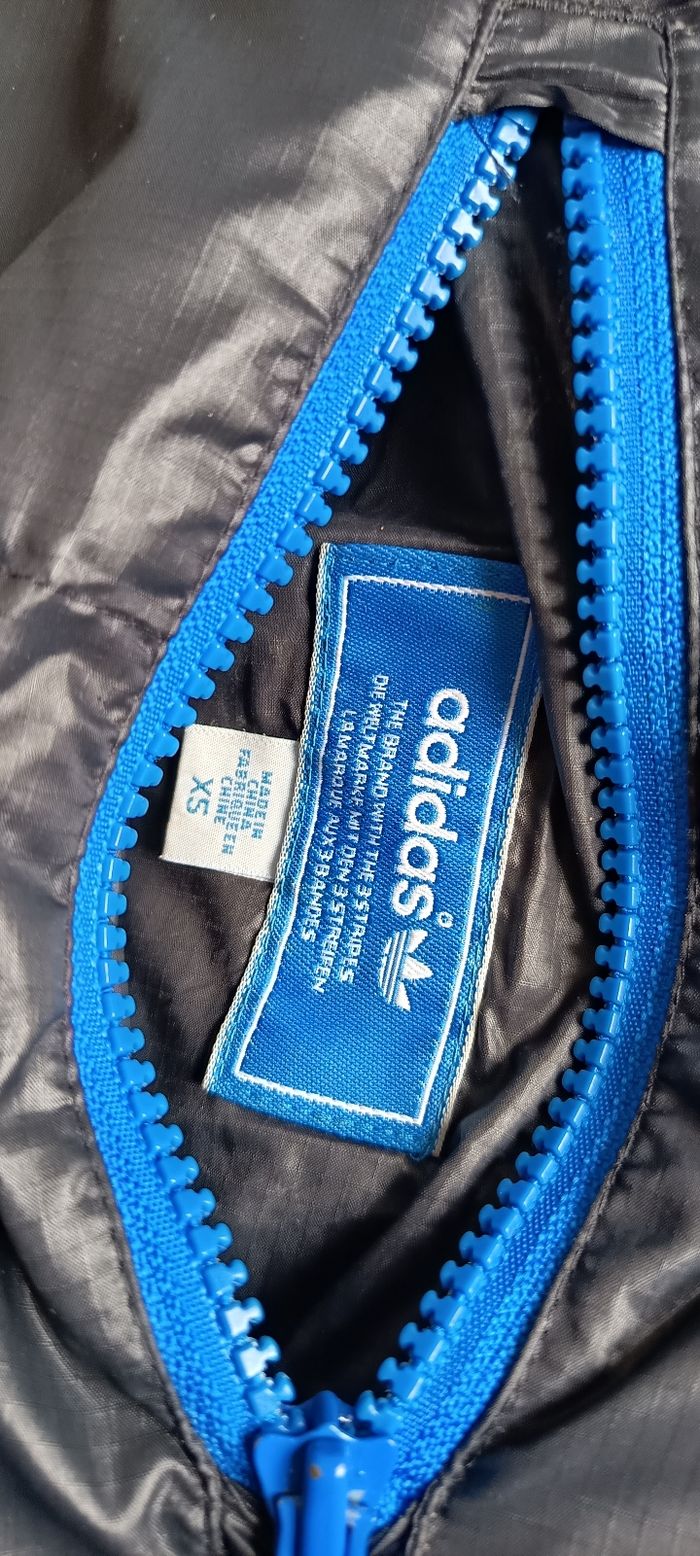 adidas
THE BRAND WITH THE 3 STRIPES
DIE WELTMARKE MIT DEN 3 STREIFEN
LA MARQUE AUX 3 BANDES
MADE IN
CHINA
FABRIQUE EN
CHINE
XS